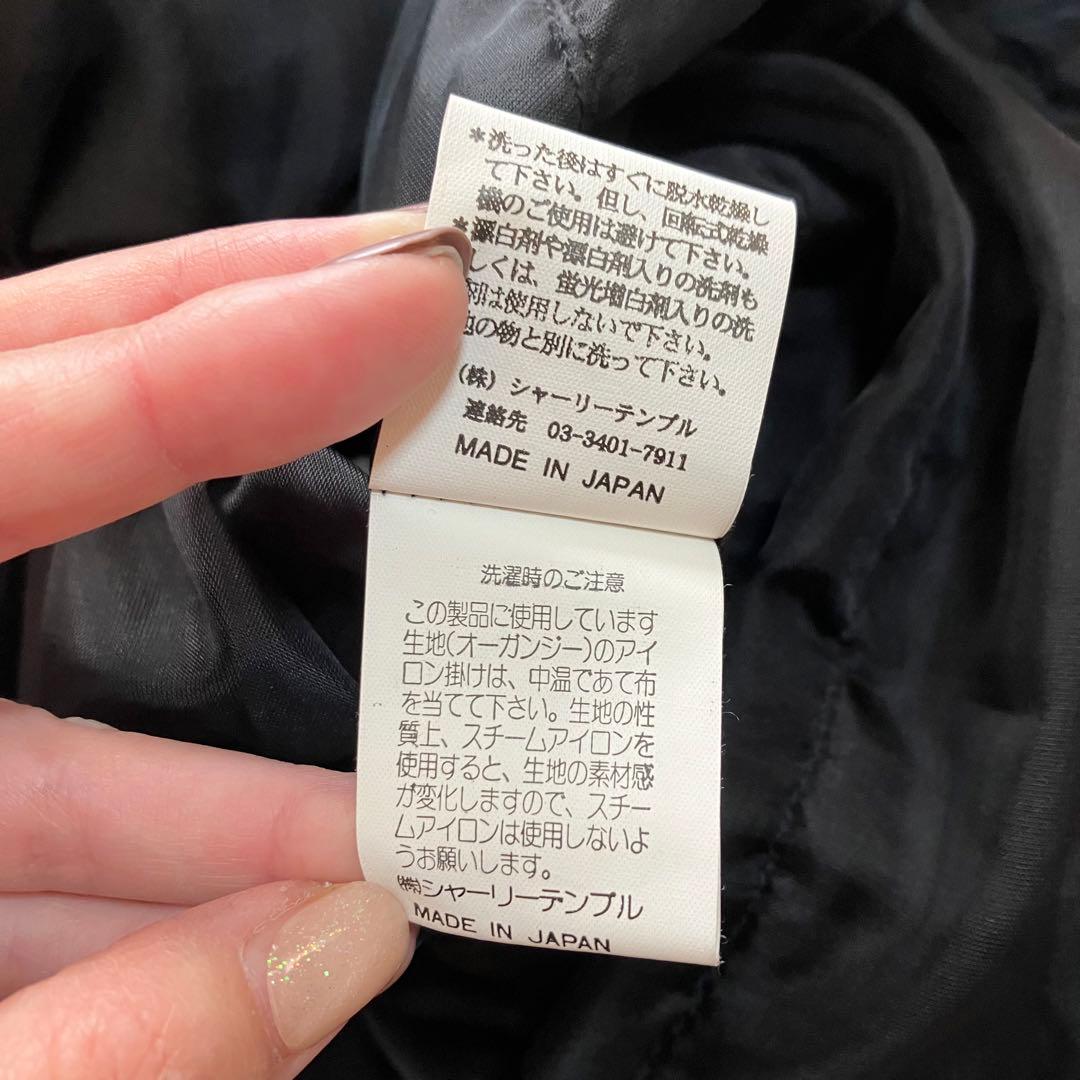 *洗った後はすぐに脱水乾燥し
て下さい。但し、回転式乾燥
機のご使用は避けて下さい。
*漂白剤や漂白剤入りの洗剤も
しくは、蛍光増白剤入りの洗
剤は使用しないで下さい。
他の物と別に洗って下さい。
(株) シャーリーテンプル
連絡先 03-3401-7911
MADE IN JAPAN
洗濯時のご注意
この製品に使用しています
生地(オーガンジー)のアイ
ロン掛けは、中温であて布
を当てて下さい。生地の性
質上、スチームアイロンを
使用すると、生地の素材感
が変化しますので、スチー
ムアイロンは使用しないよ
うお願いします。
㈱シャーリーテンプル
MADE IN JAPAN